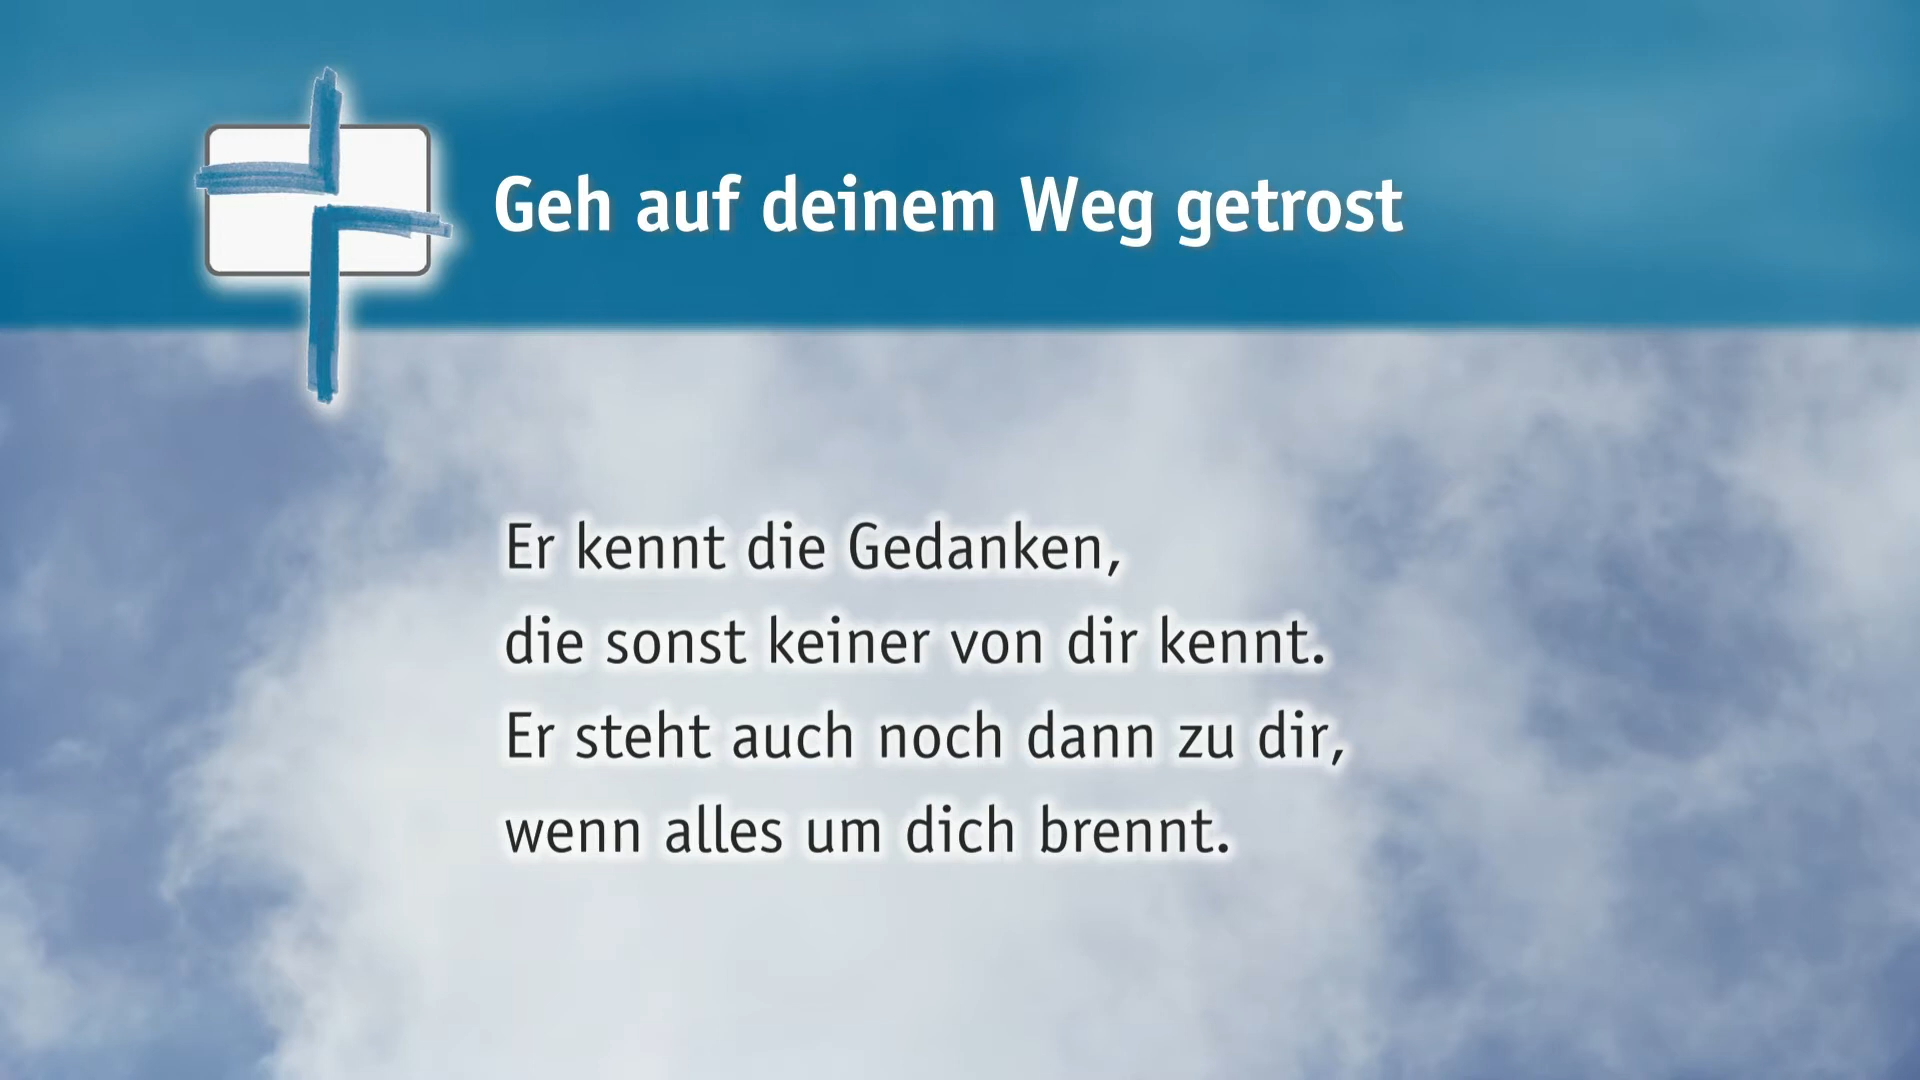 Geh auf deinem Weg getrost
Er kennt die Gedanken,
die sonst keiner von dir kennt.
Er steht auch noch dann zu dir,
wenn alles um dich brennt.